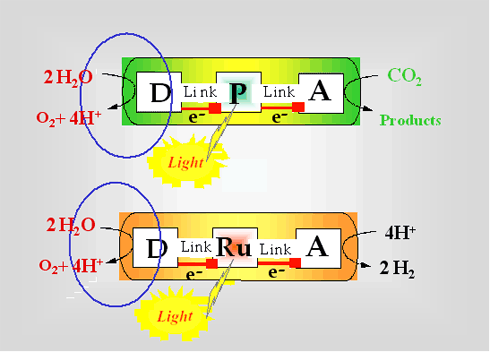 2 H₂O
D Link P Link A
CO₂
O₂+ 4H⁺
e⁻ e⁻
Products
Light
2 H₂O
D Link Ru Link A
4H⁺
O₂+ 4H⁺
e⁻ e⁻
2 H₂
Light